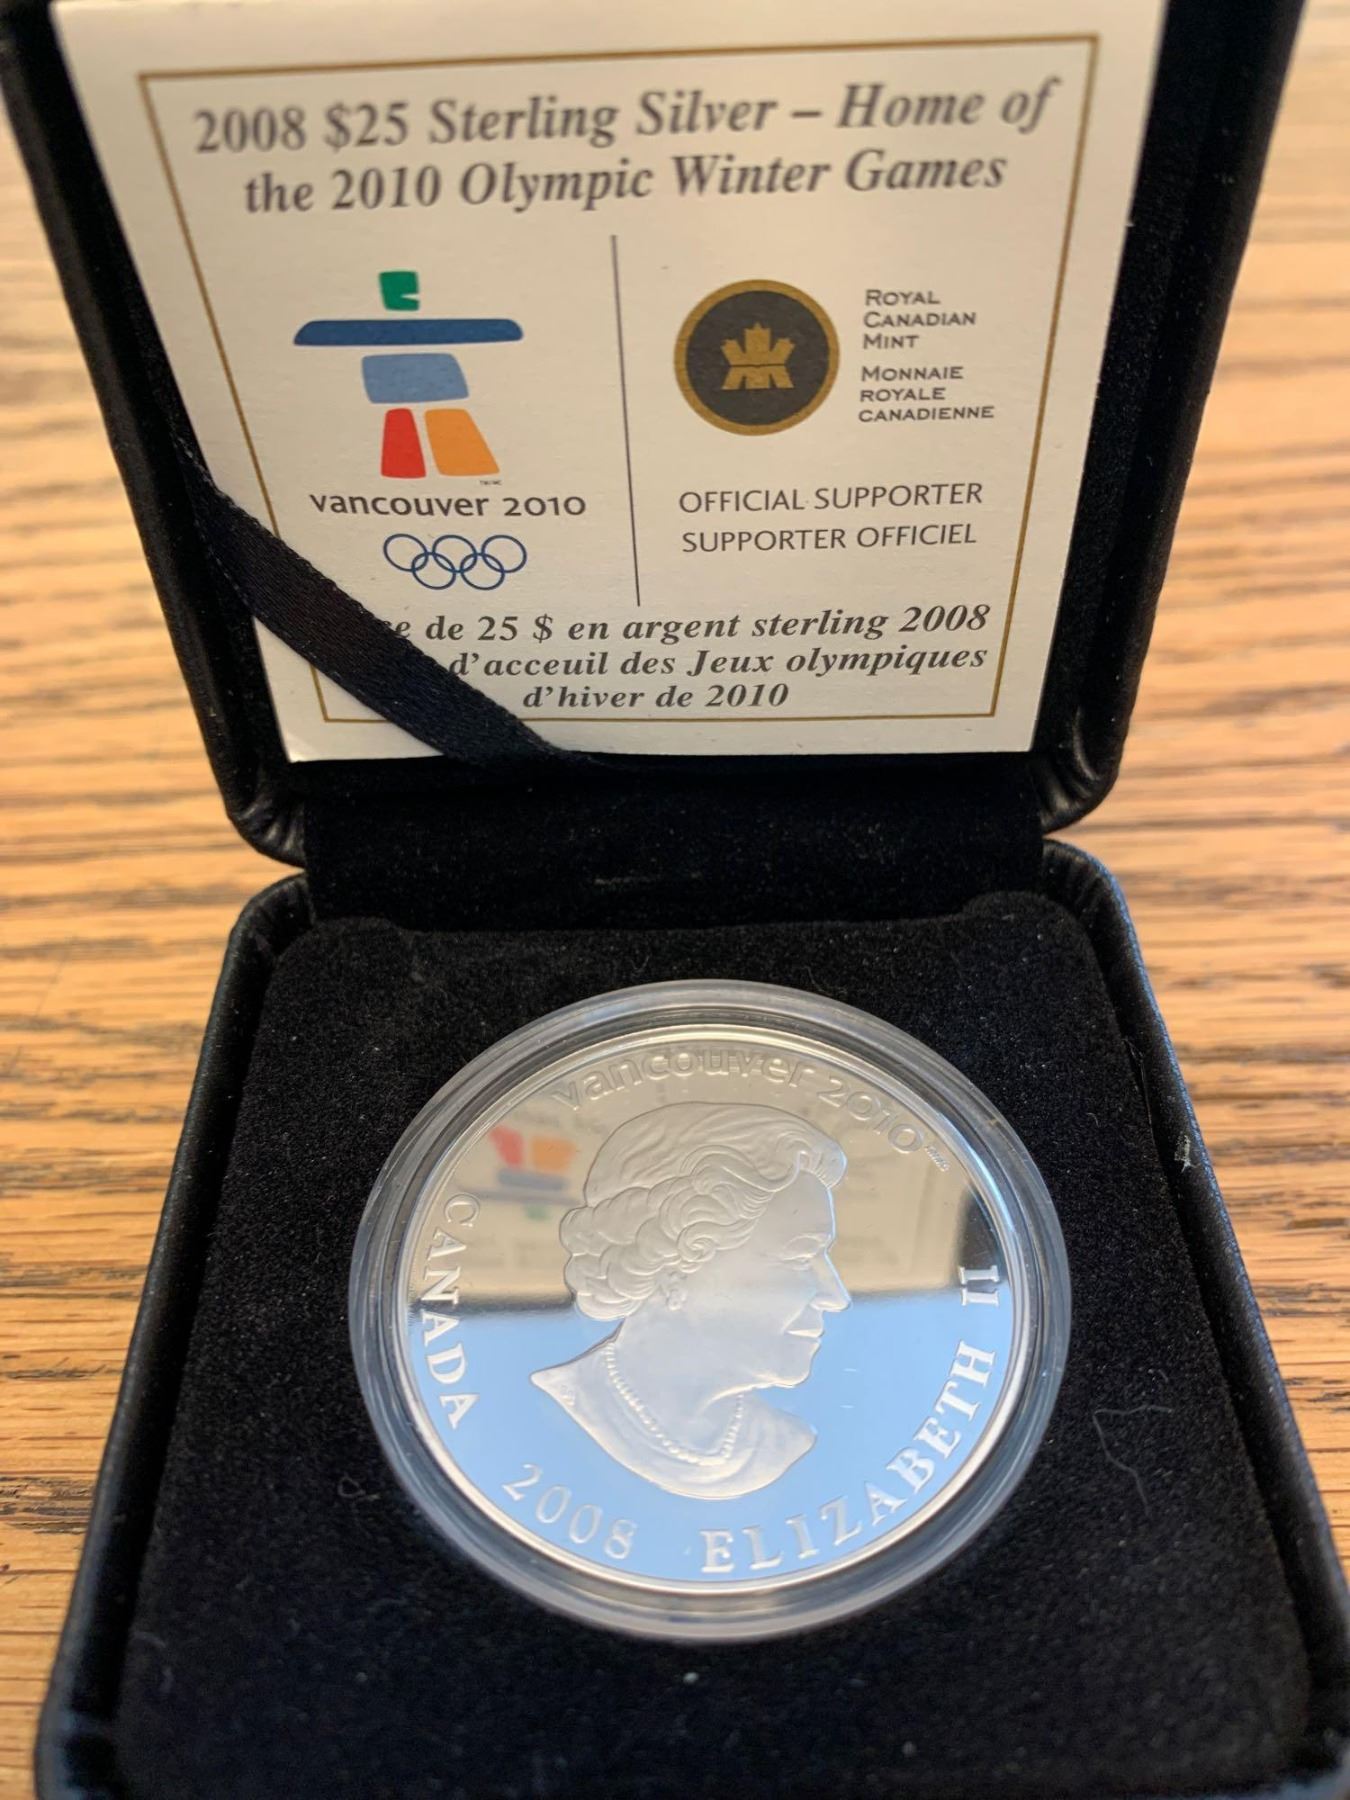 2008 $25 Sterling Silver – Home of
the 2010 Olympic Winter Games
vancouver 2010
ROYAL
CANADIAN
MINT
MONNAIE
ROYALE
CANADIENNE
OFFICIAL SUPPORTER
SUPPORTER OFFICIEL
de 25 $ en argent sterling 2008
d'acceuil des Jeux olympiques
d'hiver de 2010
vancouver 2010
CANADA
2008
ELIZABETH II